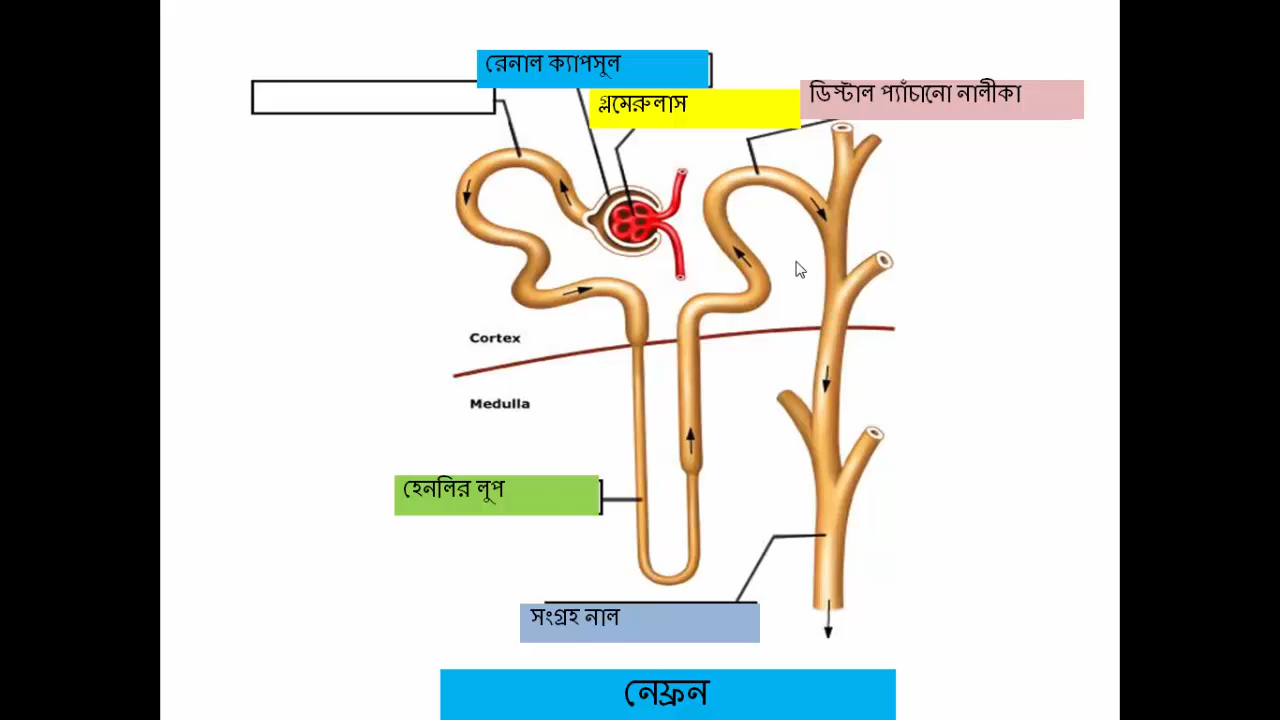 রেনাল ক্যাপসুল
গ্লমেরুলাস
ডিস্টাল প্যাঁচানো নালীকা
Cortex
Medulla
হেনলির লুপ
সংগ্রহ নাল
নেফ্রন